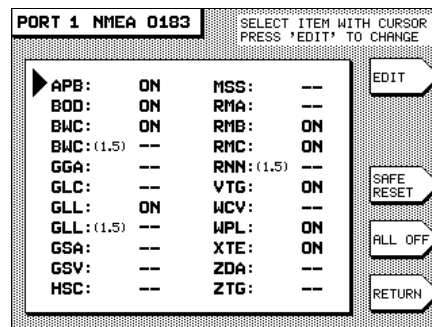 PORT 1 NMEA 0183
SELECT ITEM WITH CURSOR
PRESS 'EDIT' TO CHANGE
APB: ON MSS: --
BOD: ON RMA: --
BWC: ON RMB: ON
BWC:(1.5) -- RMC: ON
GGA: -- RNN:(1.5) --
GLC: -- VTG: ON
GLL: ON WCV: --
GLL:(1.5) -- WPL: ON
GSA: -- XTE: ON
GSV: -- ZDA: --
HSC: -- ZTG: --
EDIT
SAFE
RESET
ALL OFF
RETURN